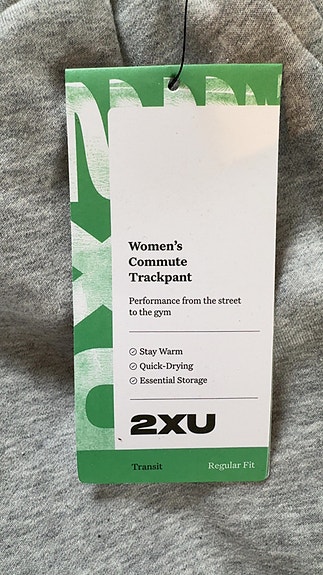 Women's
Commute
Trackpant
Performance from the street
to the gym
Stay Warm
Quick-Drying
Essential Storage
2XU
Transit
Regular Fit